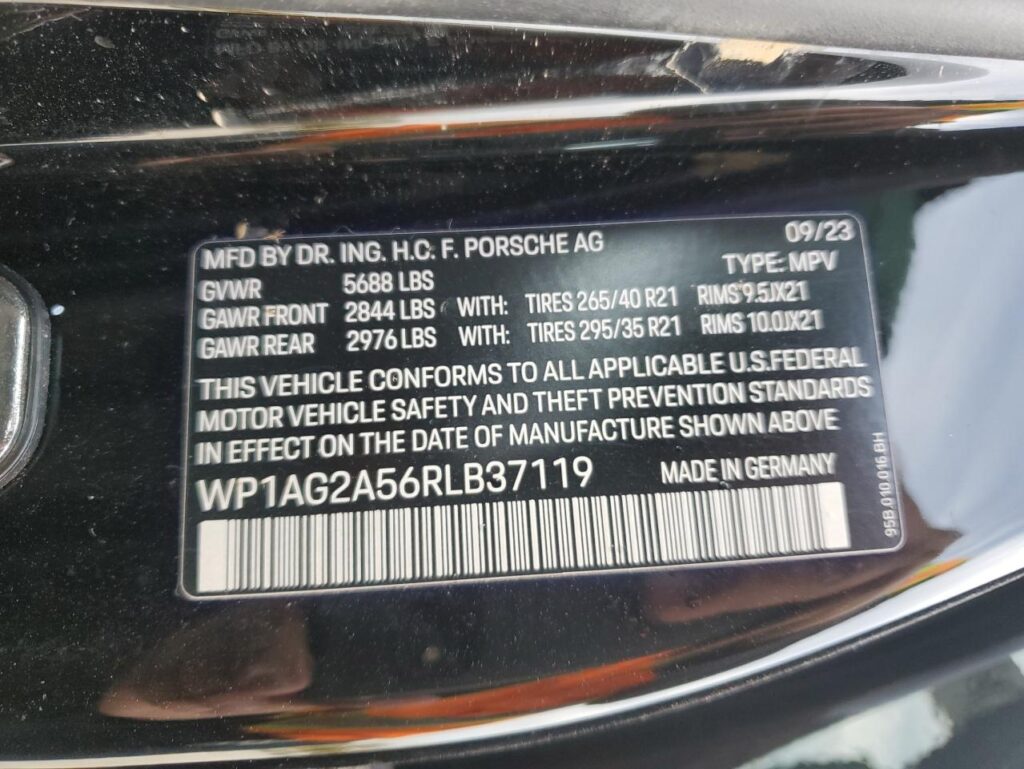 MFD BY DR. ING. H.C. F. PORSCHE AG 09/23
GVWR 5688 LBS TYPE: MPV
GAWR FRONT 2844 LBS WITH: TIRES 265/40 R21 RIMS 9.5JX21
GAWR REAR 2976 LBS WITH: TIRES 295/35 R21 RIMS 10.0JX21
THIS VEHICLE CONFORMS TO ALL APPLICABLE U.S.FEDERAL
MOTOR VEHICLE SAFETY AND THEFT PREVENTION STANDARDS
IN EFFECT ON THE DATE OF MANUFACTURE SHOWN ABOVE
WP1AG2A56RLB37119 MADE IN GERMANY
95B.010.016.BH